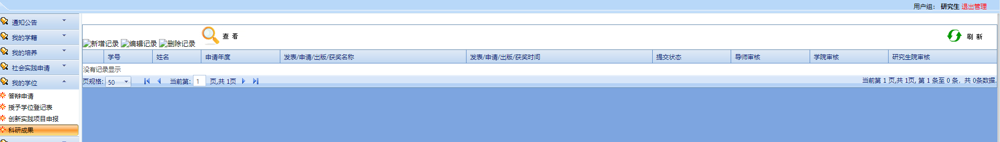 用户组： 研究生 退出管理
通知公告
我的学籍
我的培养
社会实践申请
我的学位
答辩申请
授予学位登记表
创新实践项目申报
科研成果
新增记录 编辑记录 删除记录 查 看 刷 新
学号 姓名 申请年度 发表/申请/出版/获奖名称 发表/申请/出版/获奖时间 提交状态 导师审核 学院审核 研究生院审核
没有记录显示
页规格: 50 当前第: 1 页,共 1页 当前第 1 页,共 1页, 第 1 条至 0 条，共 0条数据.